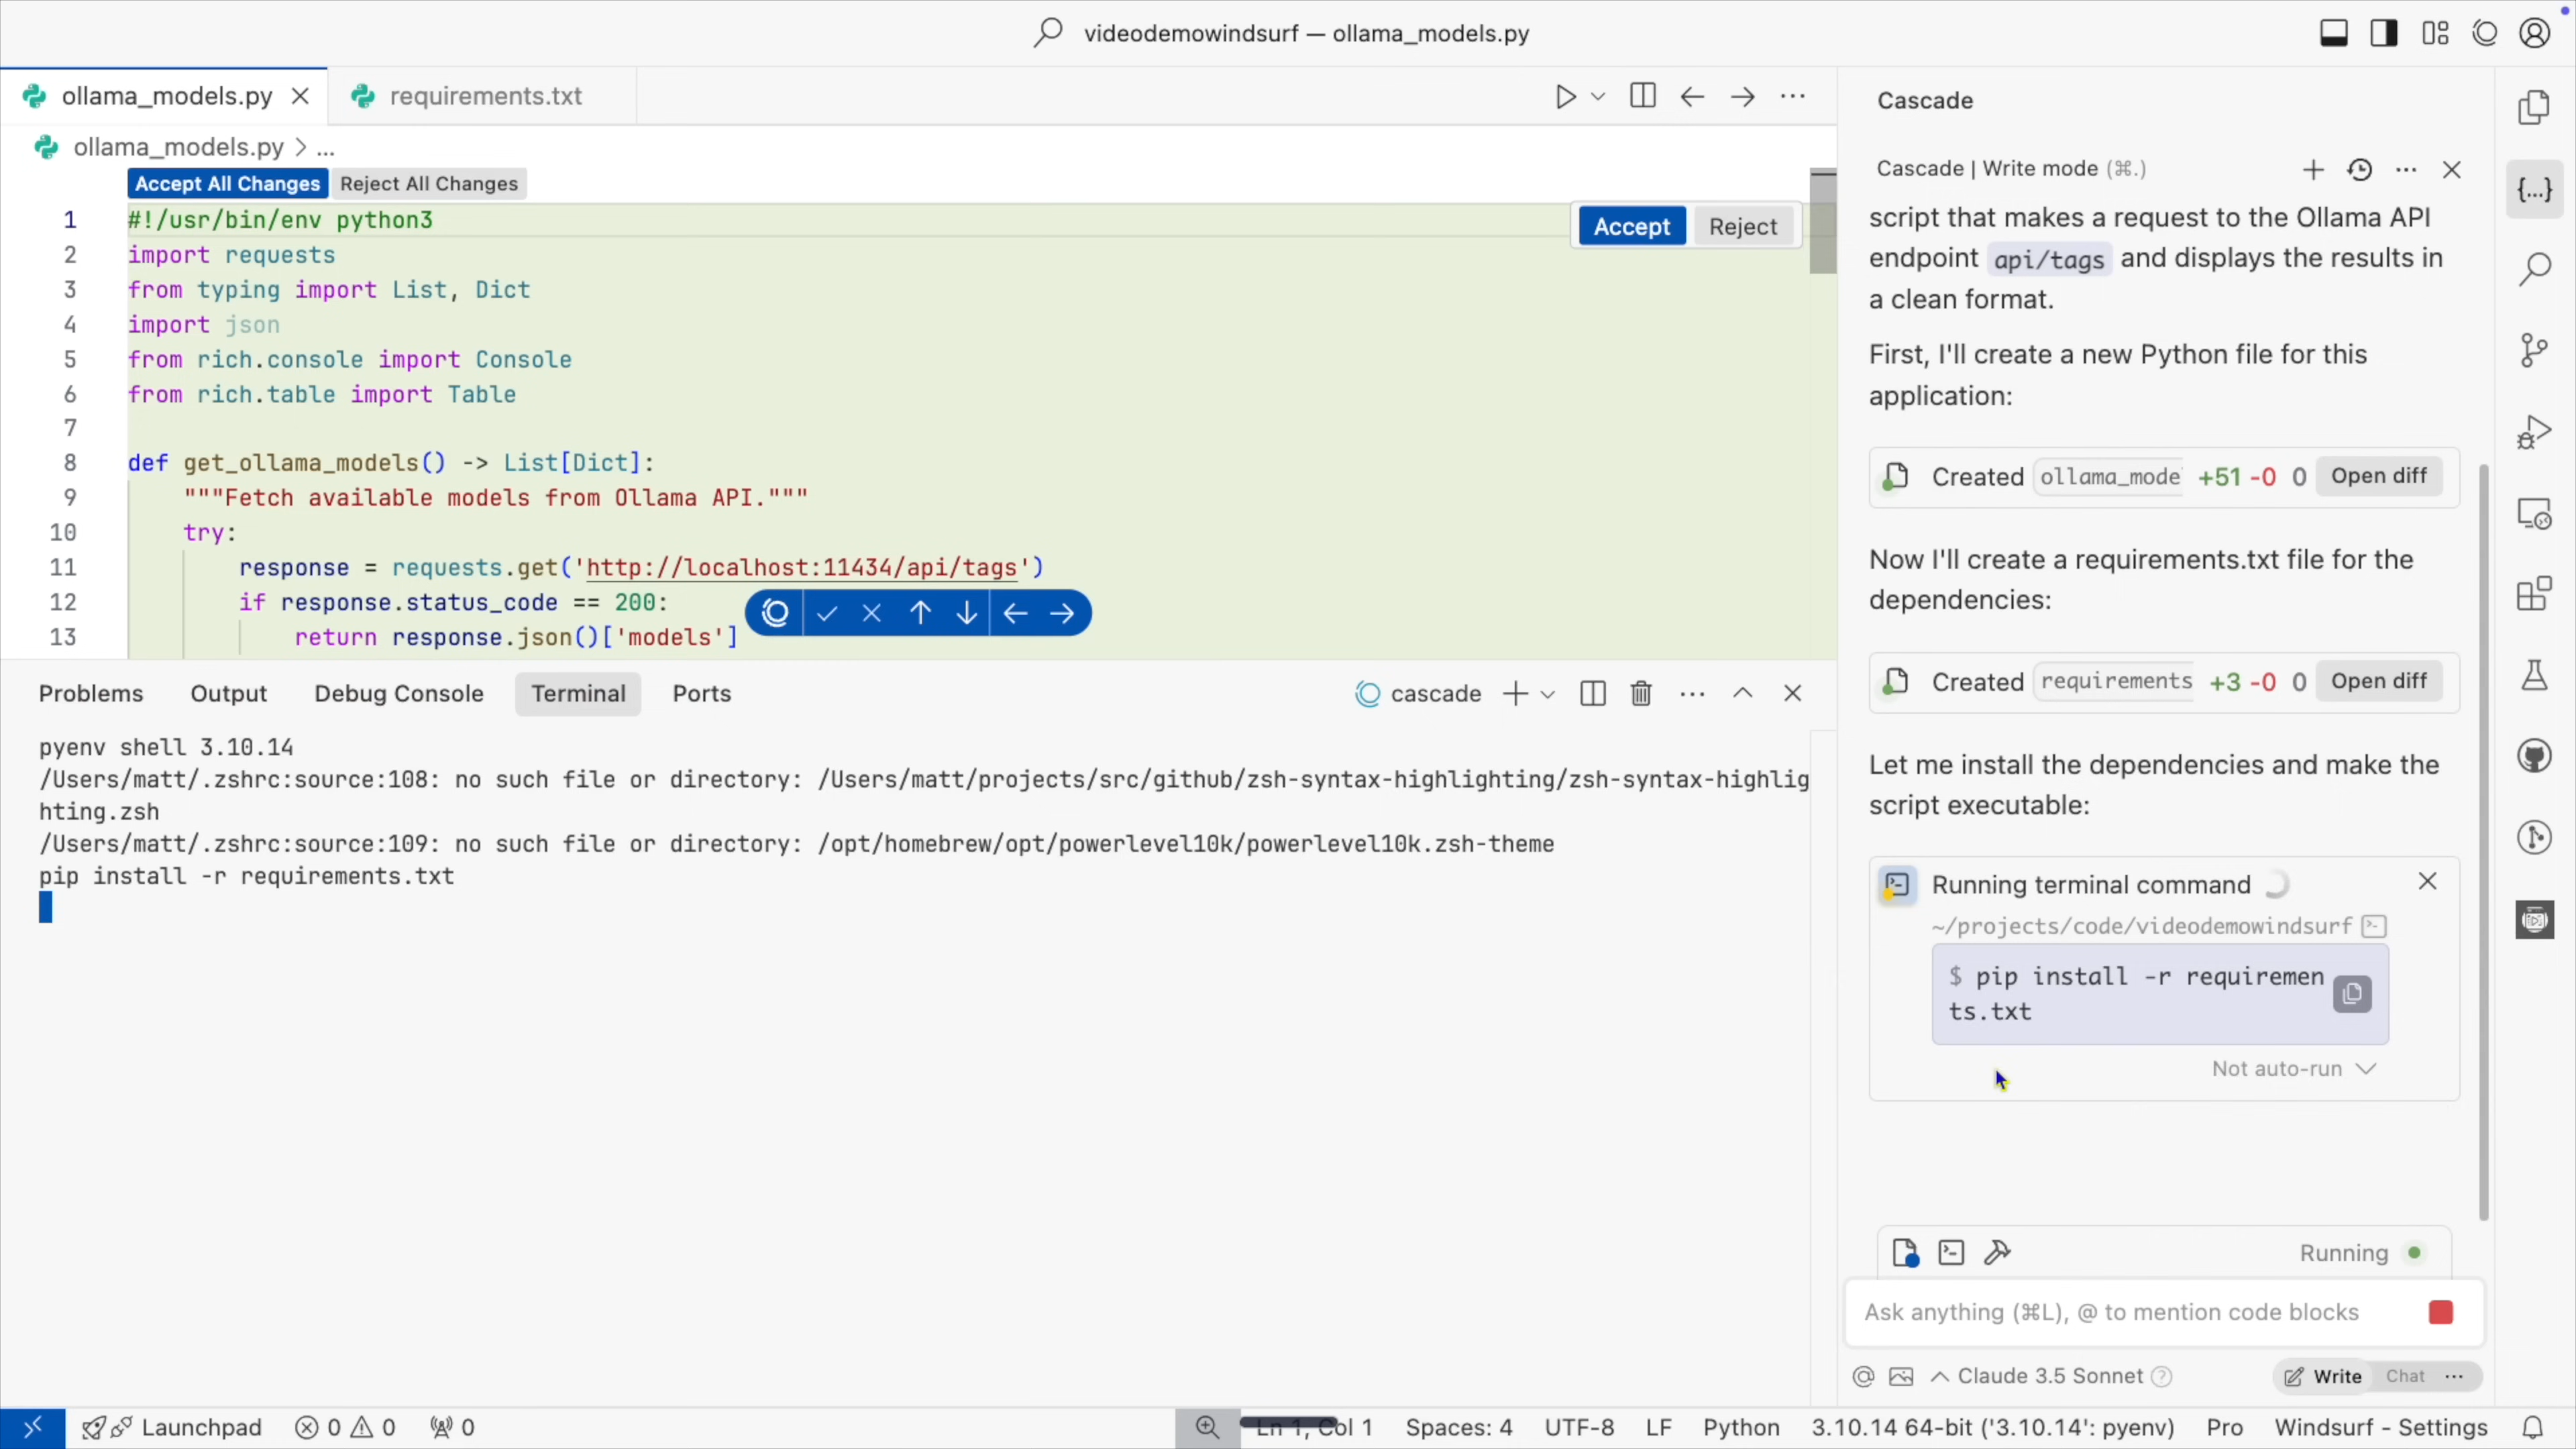 videodemowindsurf — ollama_models.py
ollama_models.py
requirements.txt
ollama_models.py > ...
Accept All Changes
Reject All Changes
1 #!/usr/bin/env python3
2 import requests
3 from typing import List, Dict
4 import json
5 from rich.console import Console
6 from rich.table import Table
7
8 def get_ollama_models() -> List[Dict]:
9 """Fetch available models from Ollama API."""
10 try:
11 response = requests.get('http://localhost:11434/api/tags')
12 if response.status_code == 200:
13 return response.json()['models']
Accept
Reject
Problems
Output
Debug Console
Terminal
Ports
cascade
pyenv shell 3.10.14
/Users/matt/.zshrc:source:108: no such file or directory: /Users/matt/projects/src/github/zsh-syntax-highlighting/zsh-syntax-highlig
hting.zsh
/Users/matt/.zshrc:source:109: no such file or directory: /opt/homebrew/opt/powerlevel10k/powerlevel10k.zsh-theme
pip install -r requirements.txt
Cascade
Cascade | Write mode (⌘.)
script that makes a request to the Ollama API
endpoint api/tags and displays the results in
a clean format.
First, I'll create a new Python file for this
application:
Created ollama_mode +51 -0 0 Open diff
Now I'll create a requirements.txt file for the
dependencies:
Created requirements +3 -0 0 Open diff
Let me install the dependencies and make the
script executable:
Running terminal command
~/projects/code/videodemowindsurf
$ pip install -r requiremen
ts.txt
Not auto-run
Running
Ask anything (⌘L), @ to mention code blocks
Claude 3.5 Sonnet
Write
Chat
Launchpad
0
0
0
Ln 1, Col 1
Spaces: 4
UTF-8
LF
Python
3.10.14 64-bit ('3.10.14': pyenv)
Pro
Windsurf - Settings